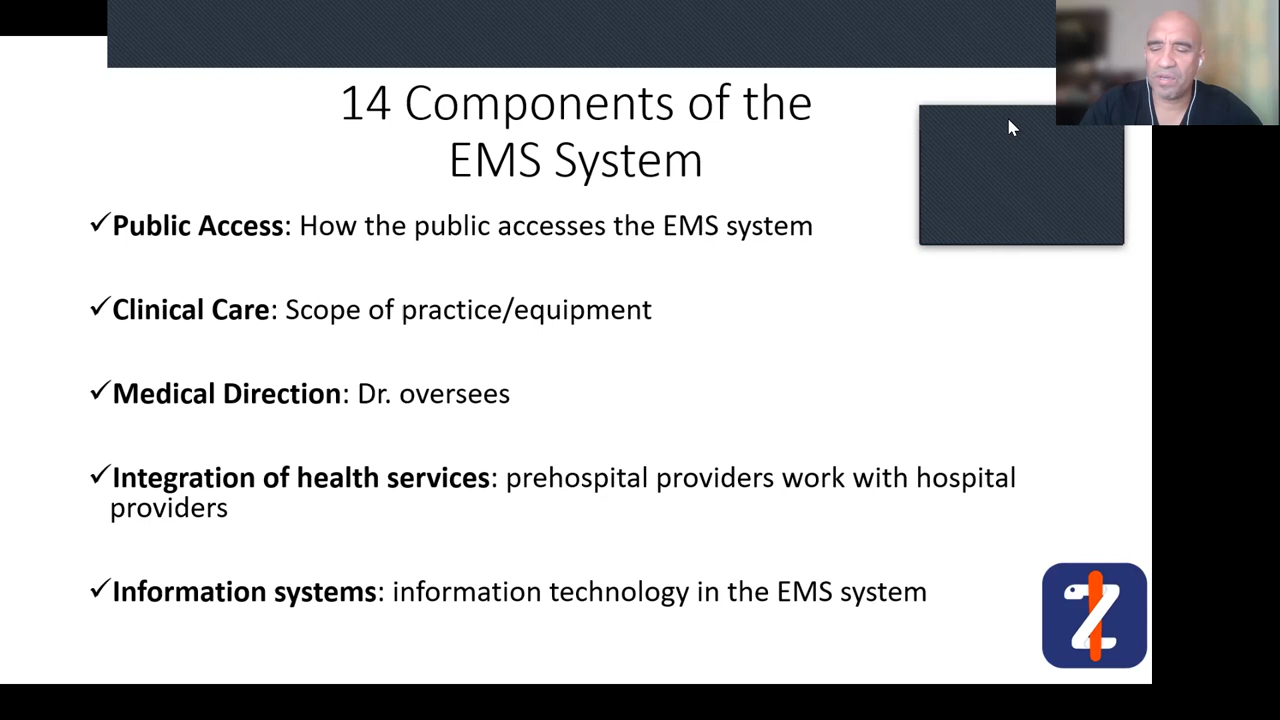 14 Components of the
EMS System
✓Public Access: How the public accesses the EMS system
✓Clinical Care: Scope of practice/equipment
✓Medical Direction: Dr. oversees
✓Integration of health services: prehospital providers work with hospital
providers
✓Information systems: information technology in the EMS system